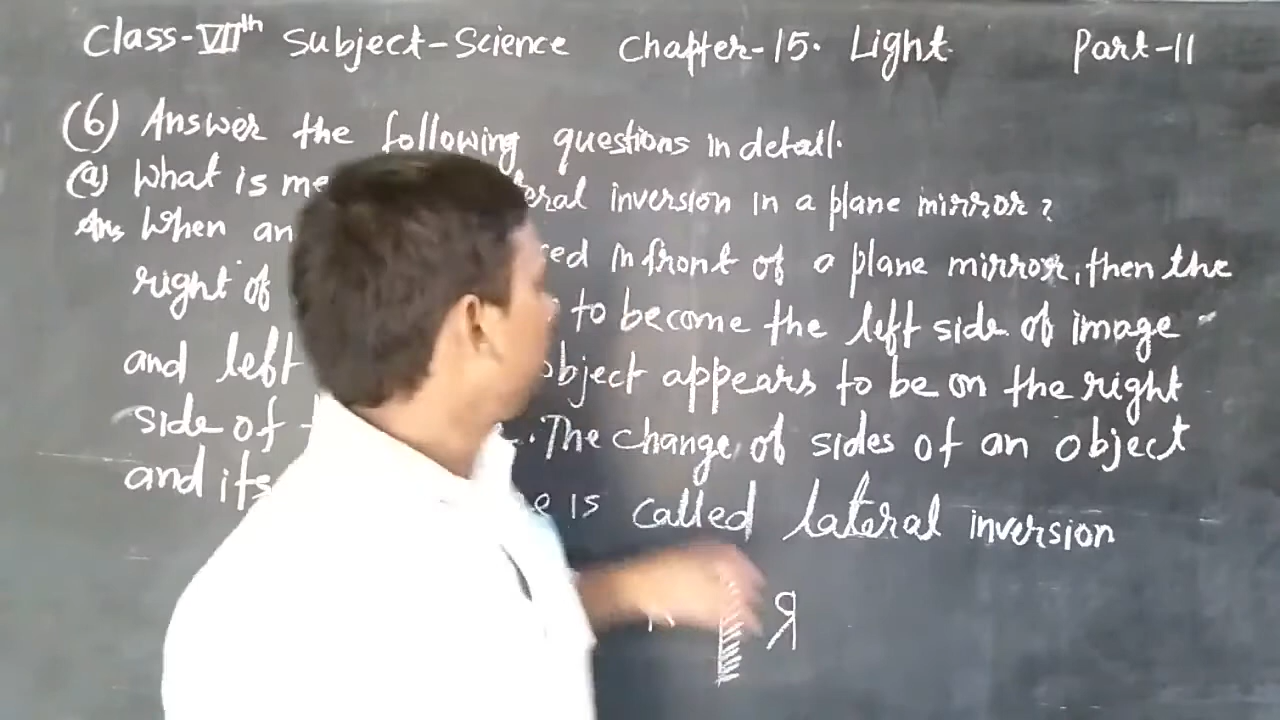 Class-VIIth Subject-Science Chapter-15. Light Part-11
(6) Answer the following questions in detail.
(a) What is me eral inversion in a plane mirror?
Ans When an ced infront of a plane mirror, then the
right of to become the left side of image
and left object appears to be on the right
side of . The change of sides of an object
and its is called lateral inversion
Я